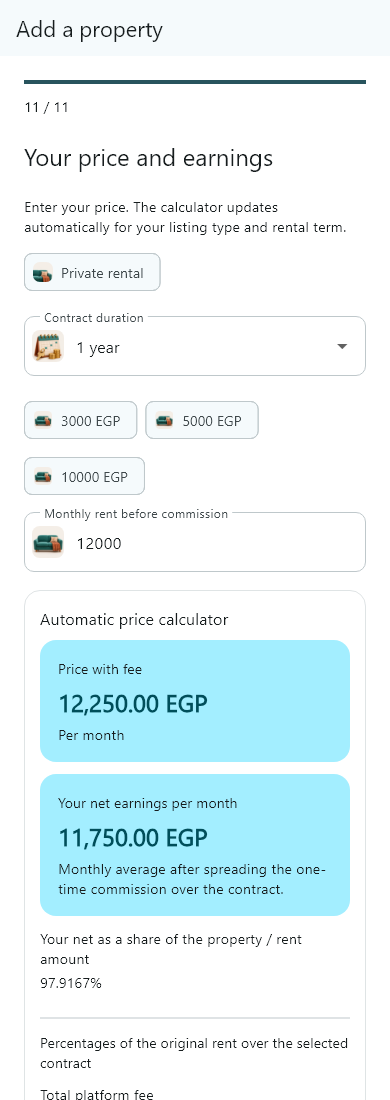 Add a property
11 / 11
Your price and earnings
Enter your price. The calculator updates
automatically for your listing type and rental term.
Private rental
Contract duration
1 year
3000 EGP
5000 EGP
10000 EGP
Monthly rent before commission
12000
Automatic price calculator
Price with fee
12,250.00 EGP
Per month
Your net earnings per month
11,750.00 EGP
Monthly average after spreading the one-
time commission over the contract.
Your net as a share of the property / rent
amount
97.9167%
Percentages of the original rent over the selected
contract
Total platform fee